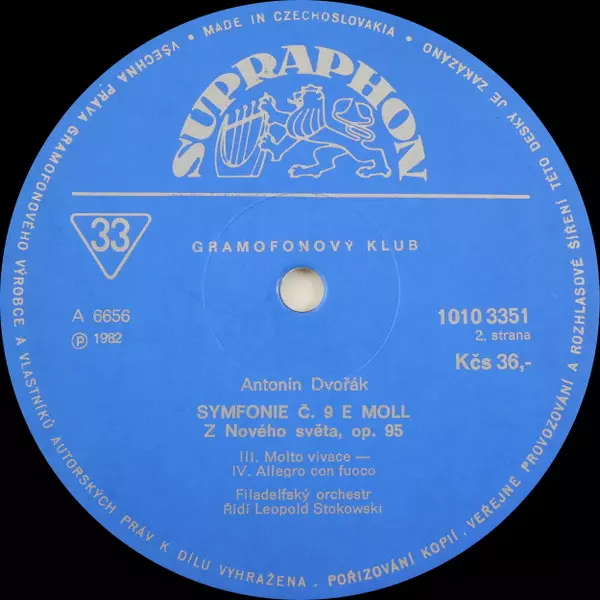 • MADE IN CZECHOSLOVAKIA •
SUPRAPHON
33
GRAMOFONOVÝ KLUB
A 6656
Ⓟ 1982
1010 3351
2. strana
Kčs 36,-
Antonín Dvořák
SYMFONIE Č. 9 E MOLL
Z Nového světa, op. 95
III. Molto vivace —
IV. Allegro con fuoco
Filadelfský orchestr
Řídí Leopold Stokowski
VŠECHNA PRÁVA GRAMOFONOVÉHO VÝROBCE A VLASTNÍKŮ AUTORSKÝCH PRÁV K DÍLU VYHRAŽENA . POŘIZOVÁNÍ KOPIÍ . VEŘEJNÉ PROVOZOVÁNÍ A ROZHLASOVÉ ŠÍŘENÍ TÉTO DESKY JE ZAKÁZÁNO